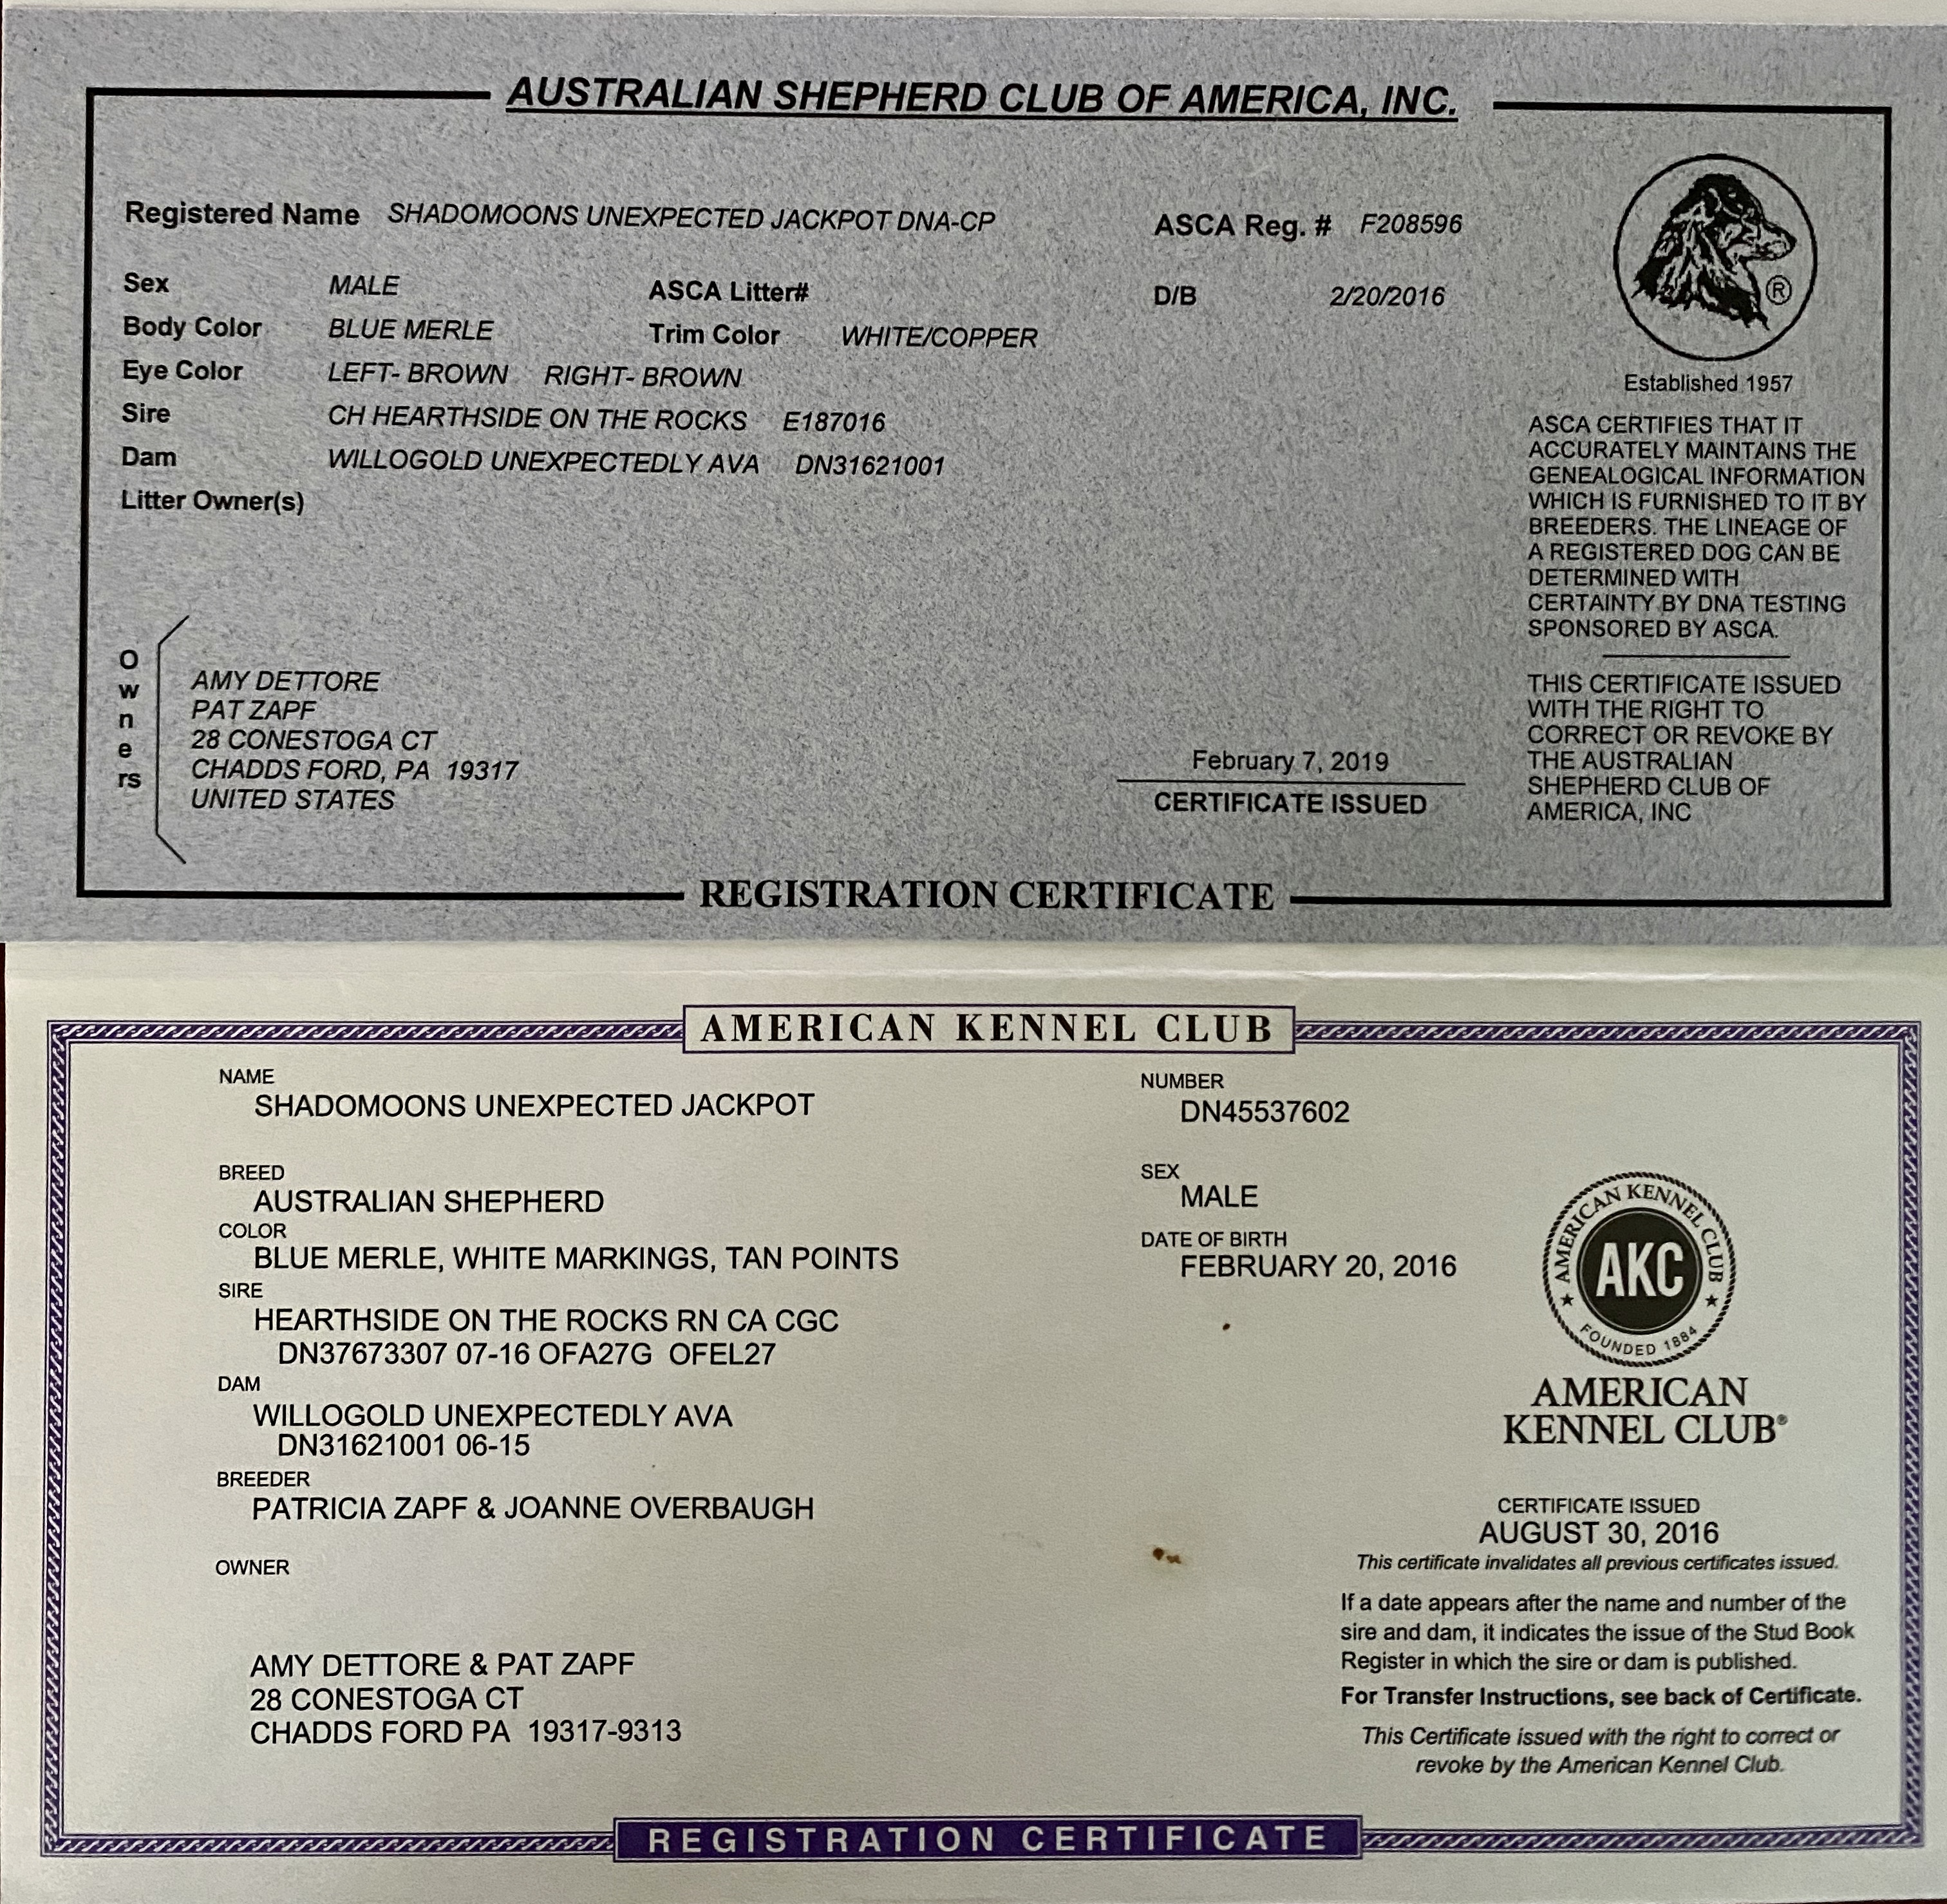 AUSTRALIAN SHEPHERD CLUB OF AMERICA, INC.
Registered Name SHADOMOONS UNEXPECTED JACKPOT DNA-CP ASCA Reg. # F208596
Sex MALE ASCA Litter# D/B 2/20/2016
Body Color BLUE MERLE Trim Color WHITE/COPPER
Eye Color LEFT- BROWN RIGHT- BROWN
Sire CH HEARTHSIDE ON THE ROCKS E187016
Dam WILLOGOLD UNEXPECTEDLY AVA DN31621001
Litter Owner(s)
Owners
AMY DETTORE
PAT ZAPF
28 CONESTOGA CT
CHADDS FORD, PA 19317
UNITED STATES
February 7, 2019
CERTIFICATE ISSUED
®
Established 1957
ASCA CERTIFIES THAT IT
ACCURATELY MAINTAINS THE
GENEALOGICAL INFORMATION
WHICH IS FURNISHED TO IT BY
BREEDERS. THE LINEAGE OF
A REGISTERED DOG CAN BE
DETERMINED WITH
CERTAINTY BY DNA TESTING
SPONSORED BY ASCA.
THIS CERTIFICATE ISSUED
WITH THE RIGHT TO
CORRECT OR REVOKE BY
THE AUSTRALIAN
SHEPHERD CLUB OF
AMERICA, INC
REGISTRATION CERTIFICATE
AMERICAN KENNEL CLUB
NAME
SHADOMOONS UNEXPECTED JACKPOT
NUMBER
DN45537602
BREED
AUSTRALIAN SHEPHERD
SEX
MALE
COLOR
BLUE MERLE, WHITE MARKINGS, TAN POINTS
DATE OF BIRTH
FEBRUARY 20, 2016
SIRE
HEARTHSIDE ON THE ROCKS RN CA CGC
DN37673307 07-16 OFA27G OFEL27
DAM
WILLOGOLD UNEXPECTEDLY AVA
DN31621001 06-15
BREEDER
PATRICIA ZAPF & JOANNE OVERBAUGH
OWNER
AMY DETTORE & PAT ZAPF
28 CONESTOGA CT
CHADDS FORD PA 19317-9313
AMERICAN KENNEL CLUB
AKC
FOUNDED 1884
AMERICAN
KENNEL CLUB®
CERTIFICATE ISSUED
AUGUST 30, 2016
This certificate invalidates all previous certificates issued.
If a date appears after the name and number of the
sire and dam, it indicates the issue of the Stud Book
Register in which the sire or dam is published.
For Transfer Instructions, see back of Certificate.
This Certificate issued with the right to correct or
revoke by the American Kennel Club.
REGISTRATION CERTIFICATE